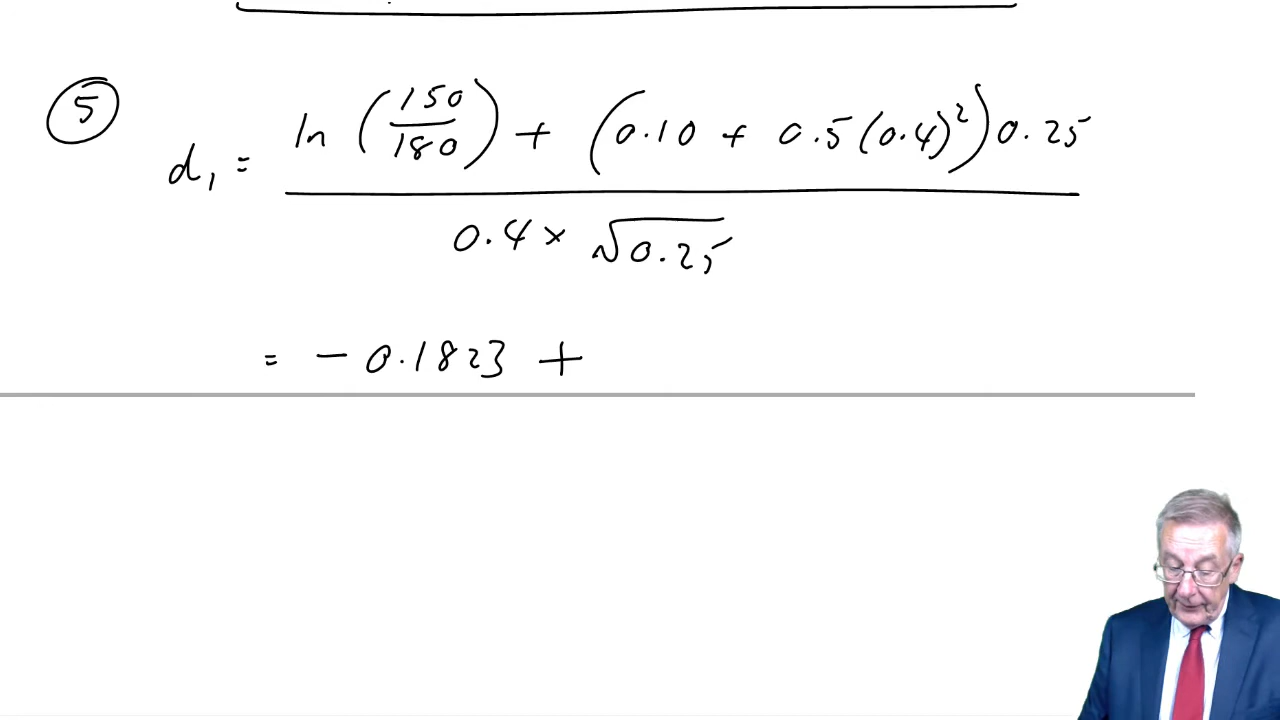 ⑤ d₁ = ln (150/180) + (0.10 + 0.5(0.4)²)0.25
0.4 × √0.25
= − 0.1823 +